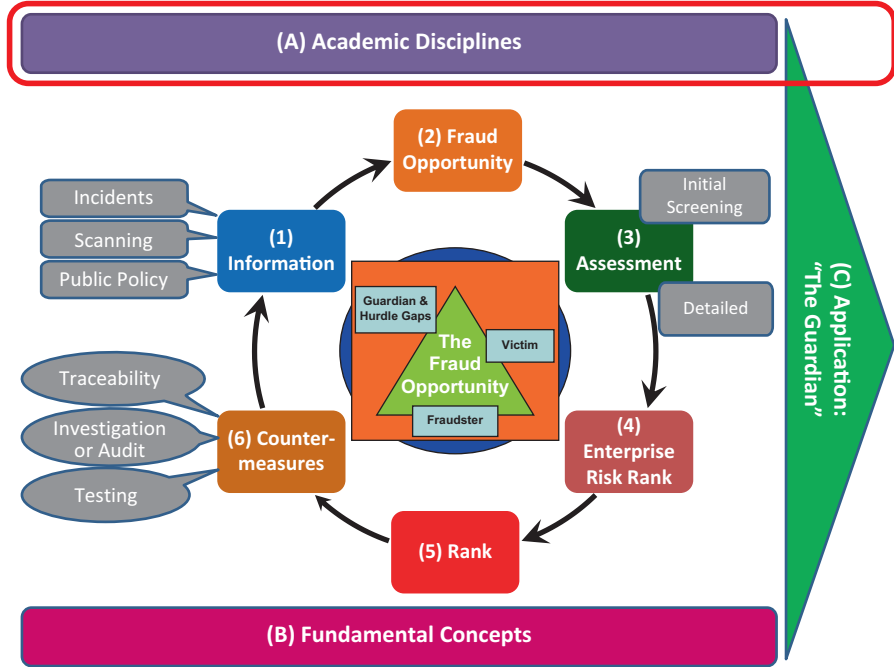 (A) Academic Disciplines
(2) Fraud
Opportunity
Incidents
Scanning
Public Policy
(1)
Information
Initial
Screening
(3)
Assessment
Detailed
Guardian &
Hurdle Gaps
Victim
The
Fraud
Opportunity
Fraudster
(C) Application:
“The Guardian”
Traceability
Investigation
or Audit
Testing
(6) Counter-
measures
(4)
Enterprise
Risk Rank
(5) Rank
(B) Fundamental Concepts